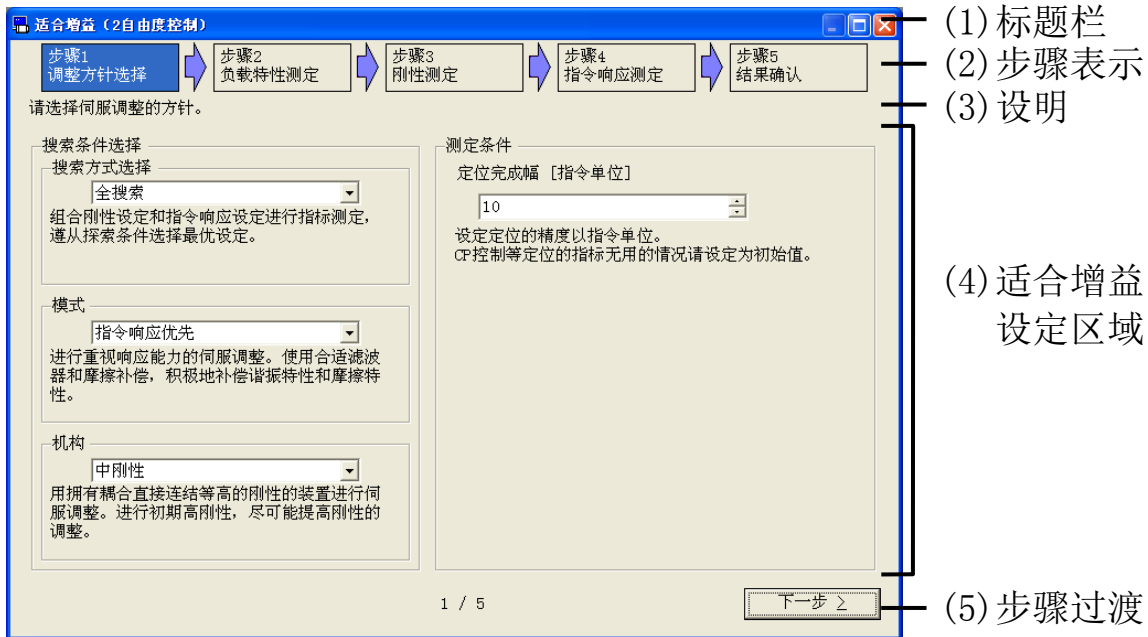 适合增益（2自由度控制）
步骤1
调整方针选择
步骤2
负载特性测定
步骤3
刚性测定
步骤4
指令响应测定
步骤5
结果确认
请选择伺服调整的方针。
搜索条件选择
搜索方式选择
全搜索
组合刚性设定和指令响应设定进行指标测定，
遵从探索条件选择最优设定。
模式
指令响应优先
进行重视响应能力的伺服调整。使用合适滤波
器和摩擦补偿，积极地补偿谐振特性和摩擦特
性。
机构
中刚性
用拥有耦合直接连结等高的刚性的装置进行伺
服调整。进行初期高刚性，尽可能提高刚性的
调整。
测定条件
定位完成幅 [指令单位]
10
设定定位的精度以指令单位。
CP控制等定位的指标无用的情况请设定为初始值。
1 / 5
下一步 ≥
(1)标题栏
(2)步骤表示
(3)设明
(4)适合增益
设定区域
(5)步骤过渡